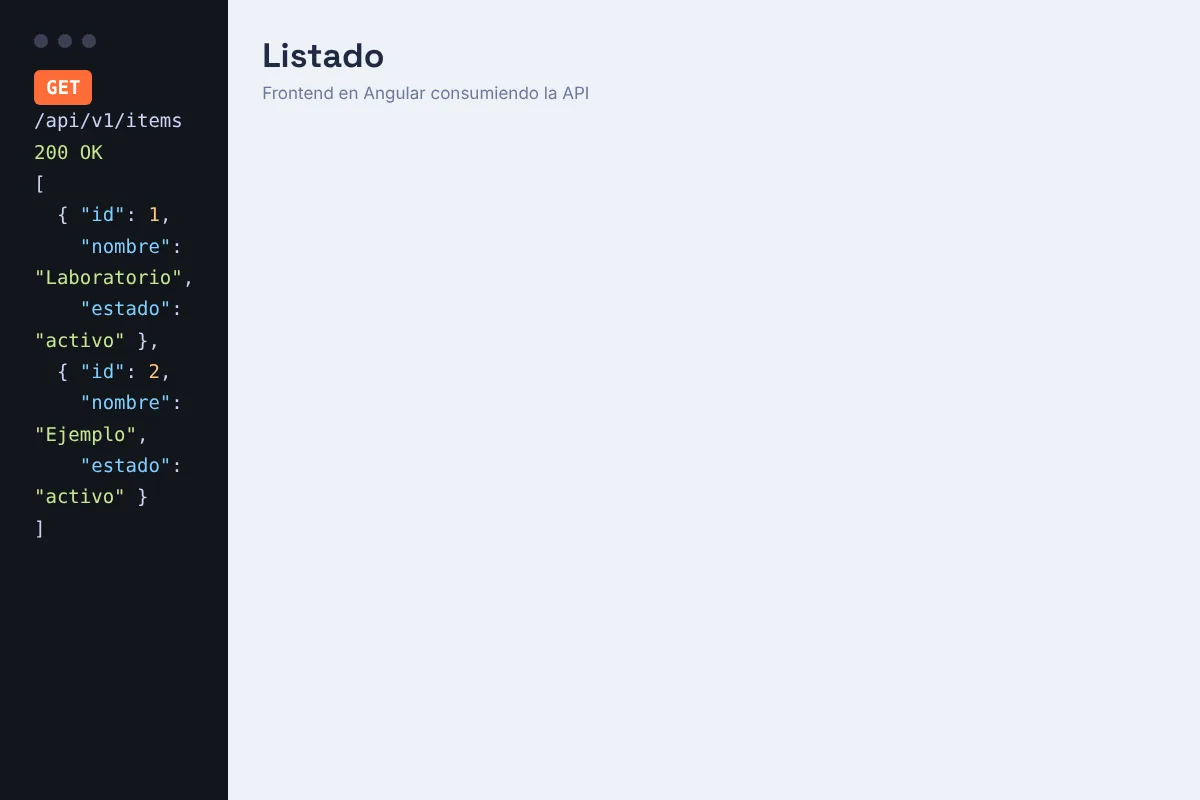 GET
/api/v1/items
200 OK
[
  { "id": 1,
    "nombre":
"Laboratorio",
    "estado":
"activo" },
  { "id": 2,
    "nombre":
"Ejemplo",
    "estado":
"activo" }
]
Listado
Frontend en Angular consumiendo la API